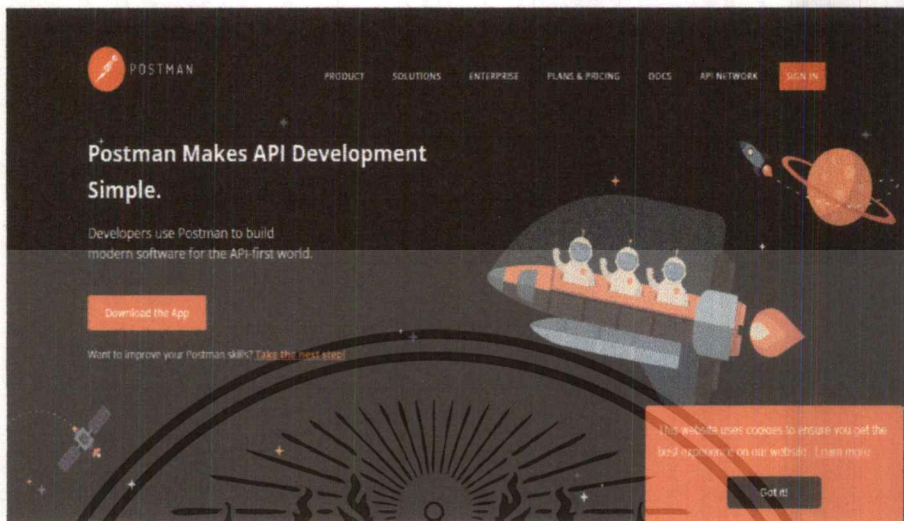 POSTMAN
PRODUCT SOLUTIONS ENTERPRISE PLANS & PRICING DOCS API NETWORK SIGN IN
Postman Makes API Development
Simple.
Developers use Postman to build
modern software for the API-first world.
Download the App
Want to improve your Postman skills? Take the next step!
This website uses cookies to ensure you get the
best experience on our website. Learn more
Got it!